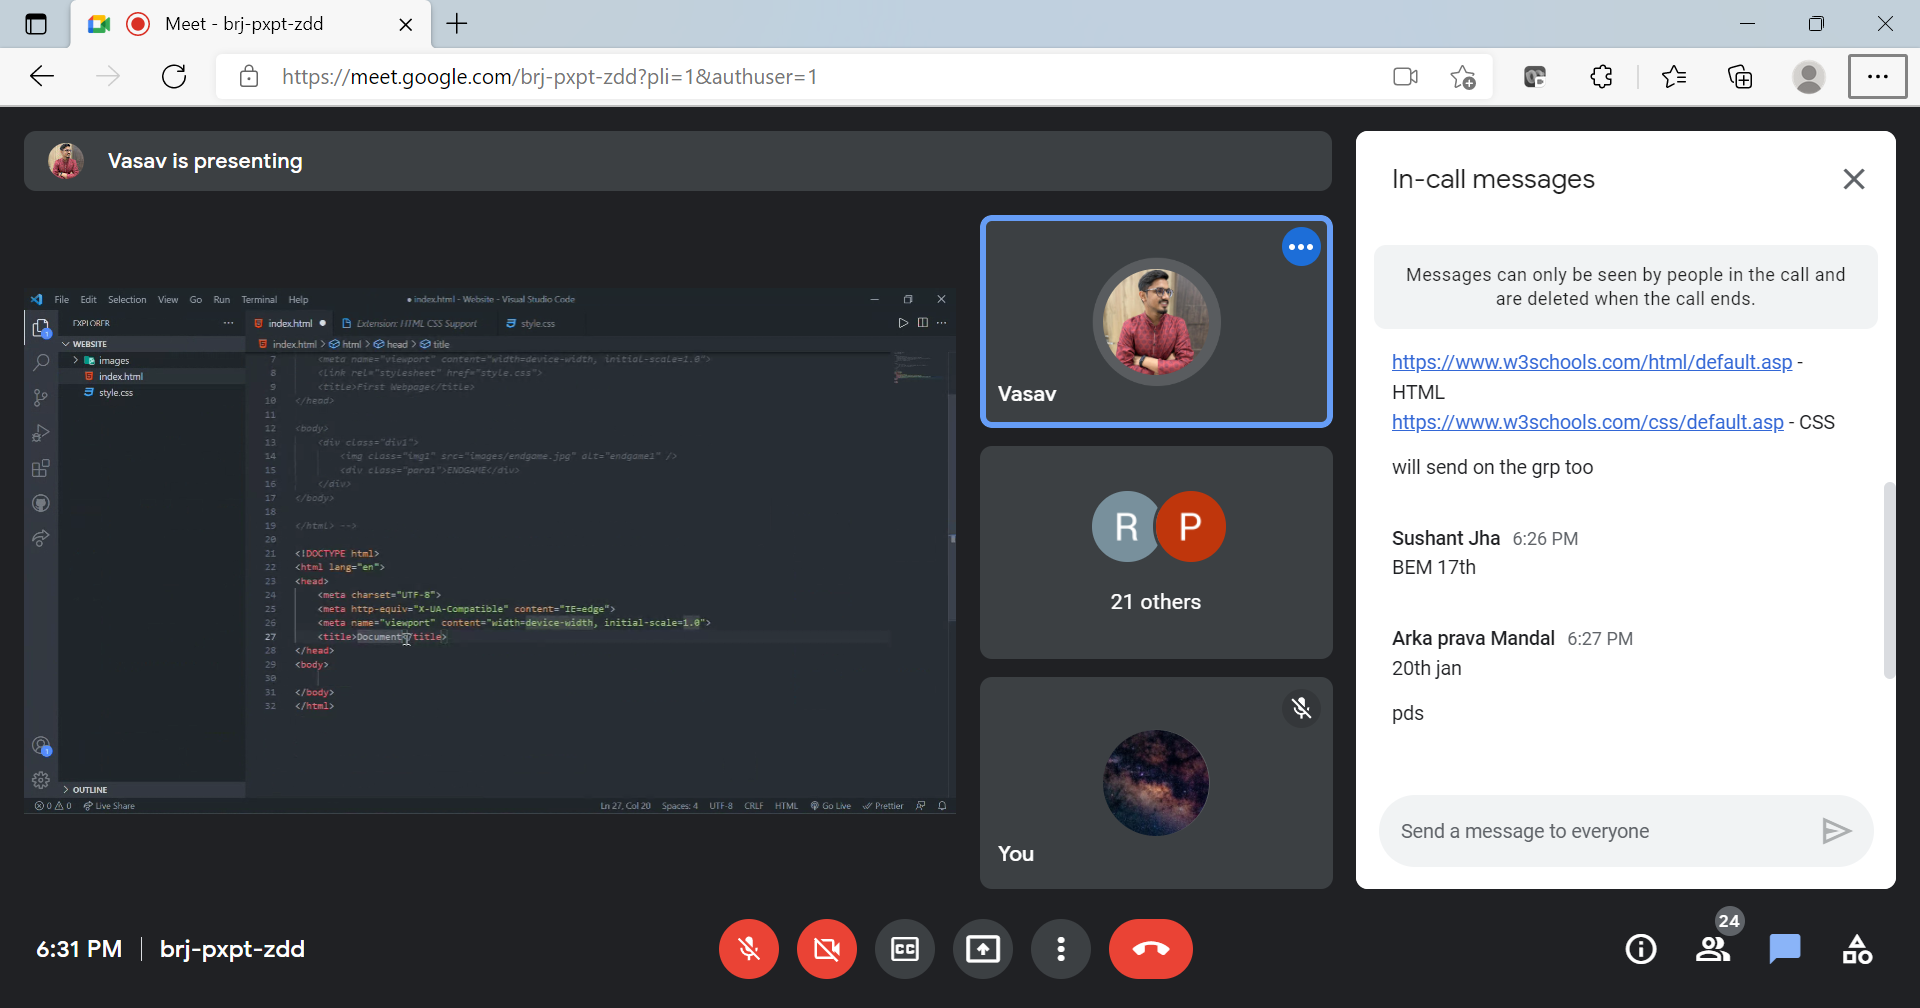 Meet - brj-pxpt-zdd
https://meet.google.com/brj-pxpt-zdd?pli=1&authuser=1
Vasav is presenting
File Edit Selection View Go Run Terminal Help
● index.html - Website - Visual Studio Code
EXPLORER
WEBSITE
images
index.html
style.css
OUTLINE
index.html ● Extension: HTML CSS Support style.css
index.html > html > head > title
7 <meta name="viewport" content="width=device-width, initial-scale=1.0">
8 <link rel="stylesheet" href="style.css">
9 <title>First Webpage</title>
10 </head>
11
12 <body>
13 <div class="div1">
14 <img class="img1" src="images/endgame.jpg" alt="endgame1" />
15 <div class="para1">ENDGAME</div>
16 </div>
17 </body>
18
19 </html> -->
20
21 <!DOCTYPE html>
22 <html lang="en">
23 <head>
24 <meta charset="UTF-8">
25 <meta http-equiv="X-UA-Compatible" content="IE=edge">
26 <meta name="viewport" content="width=device-width, initial-scale=1.0">
27 <title>Document</title>
28 </head>
29 <body>
30
31 </body>
32 </html>
0 0 Live Share
Ln 27, Col 20 Spaces: 4 UTF-8 CRLF HTML Go Live Prettier
Vasav
R P
21 others
You
In-call messages
Messages can only be seen by people in the call and
are deleted when the call ends.
https://www.w3schools.com/html/default.asp -
HTML
https://www.w3schools.com/css/default.asp - CSS
will send on the grp too
Sushant Jha 6:26 PM
BEM 17th
Arka prava Mandal 6:27 PM
20th jan
pds
Send a message to everyone
6:31 PM | brj-pxpt-zdd
CC
24